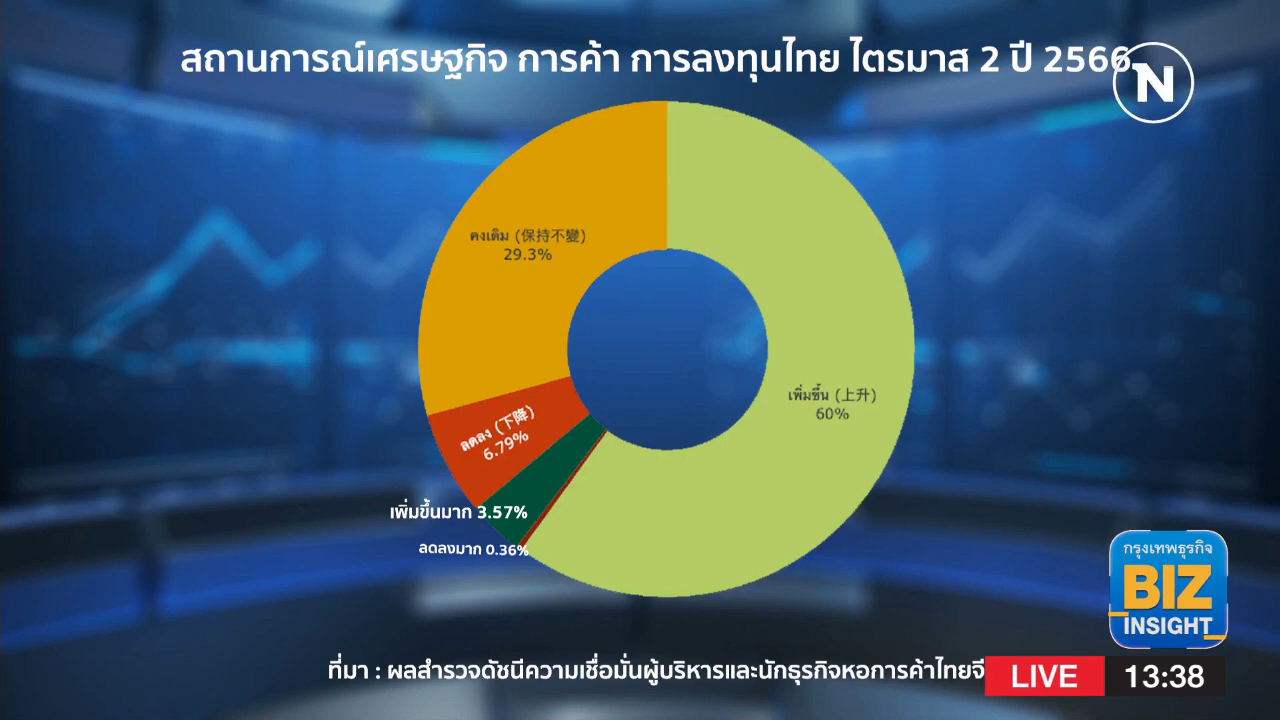 สถานการณ์เศรษฐกิจ การค้า การลงทุนไทย ไตรมาส 2 ปี 2566
N
คงเดิม (保持不變)
29.3%
เพิ่มขึ้น (上升)
60%
ลดลง (下降)
6.79%
เพิ่มขึ้นมาก 3.57%
ลดลงมาก 0.36%
กรุงเทพธุรกิจ
BIZ
INSIGHT
ที่มา : ผลสำรวจดัชนีความเชื่อมั่นผู้บริหารและนักธุรกิจหอการค้าไทยจี
LIVE 13:38